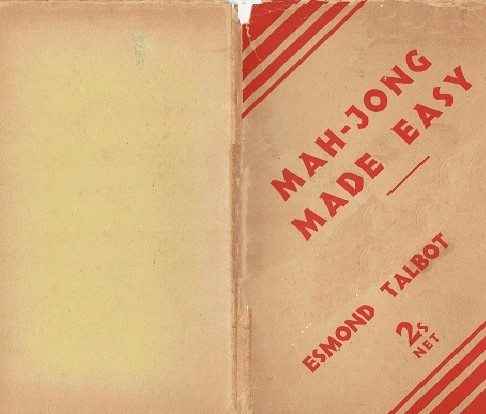 MAH-JONG
MADE EASY
ESMOND TALBOT
2s
NET